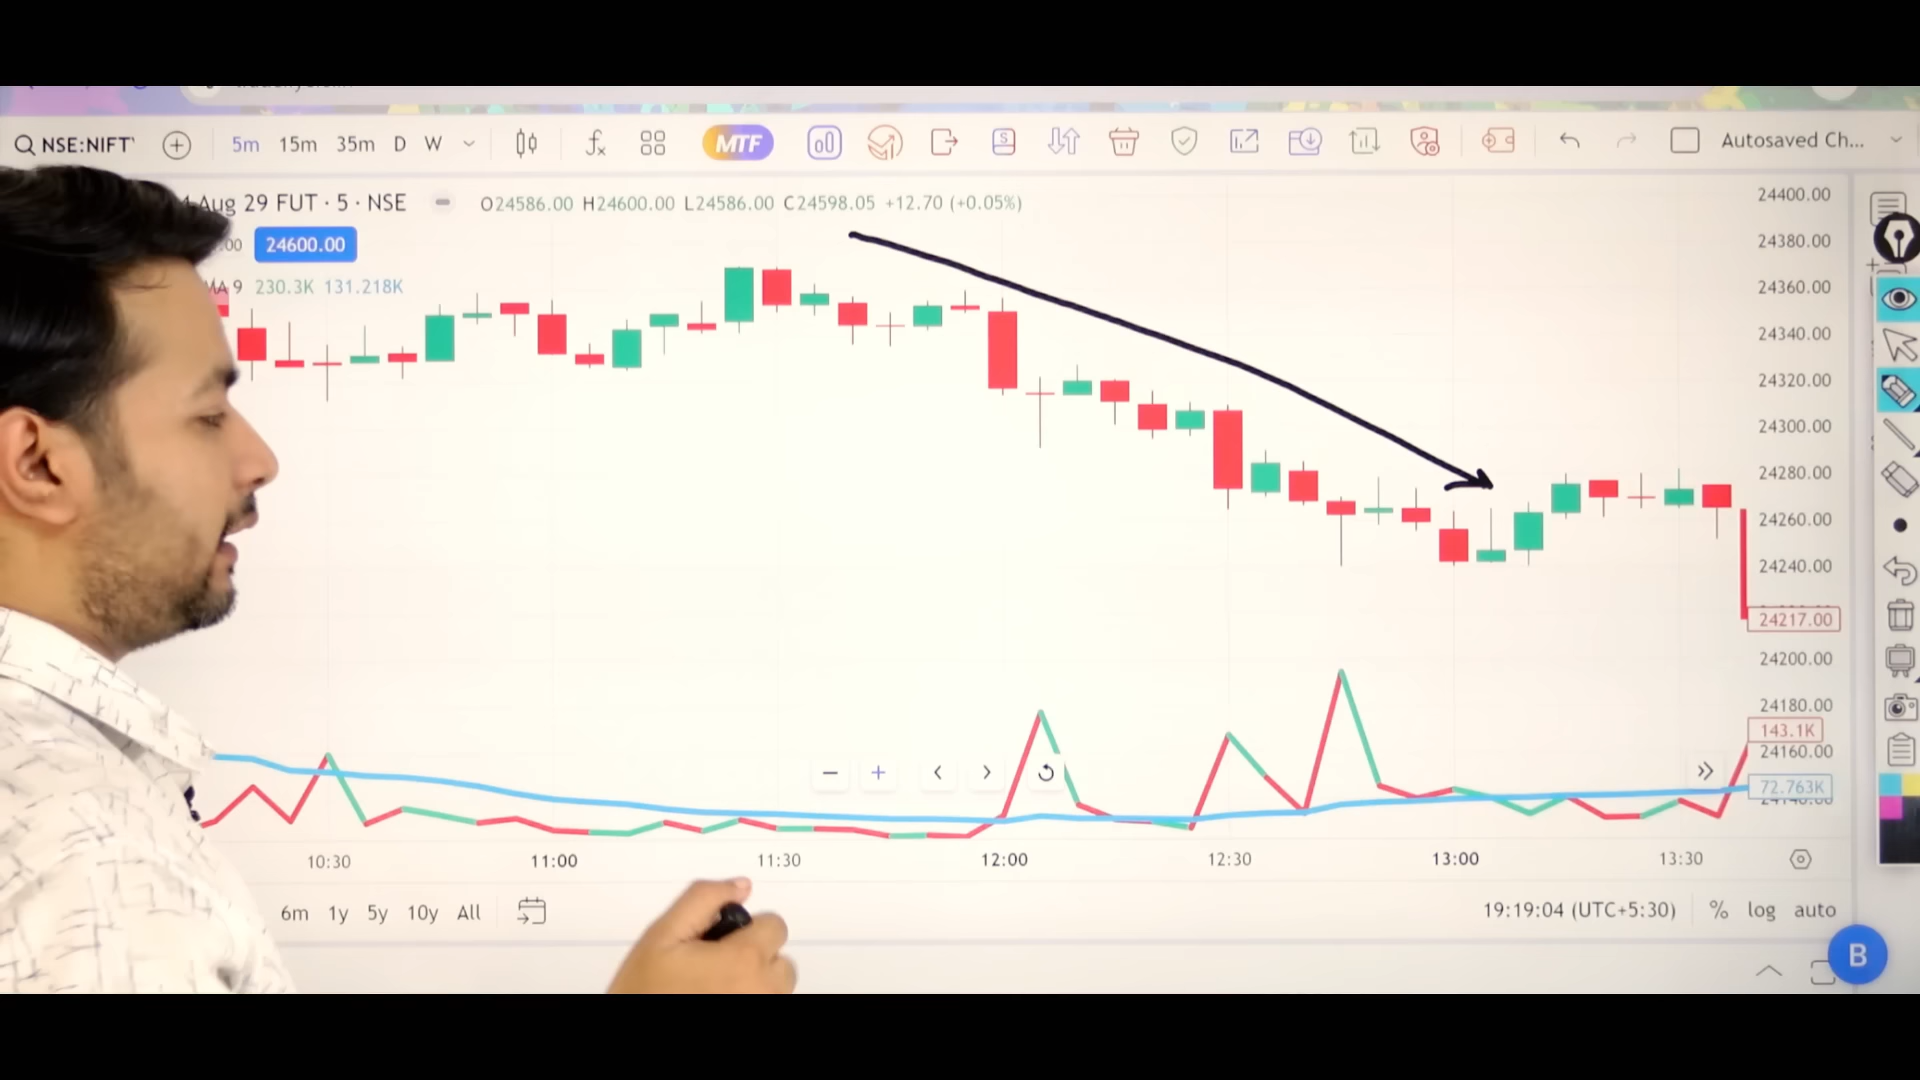 NSE:NIFT
5m 15m 35m D W MTF S Autosaved Ch...
Aug 29 FUT · 5 · NSE O24586.00 H24600.00 L24586.00 C24598.05 +12.70 (+0.05%)
.00 24600.00
MA 9 230.3K 131.218K
24400.00
24380.00
24360.00
24340.00
24320.00
24300.00
24280.00
24260.00
24240.00
24217.00
24200.00
24180.00
143.1K
24160.00
72.763K
10:30 11:00 11:30 12:00 12:30 13:00 13:30
6m 1y 5y 10y All 19:19:04 (UTC+5:30) % log auto
B